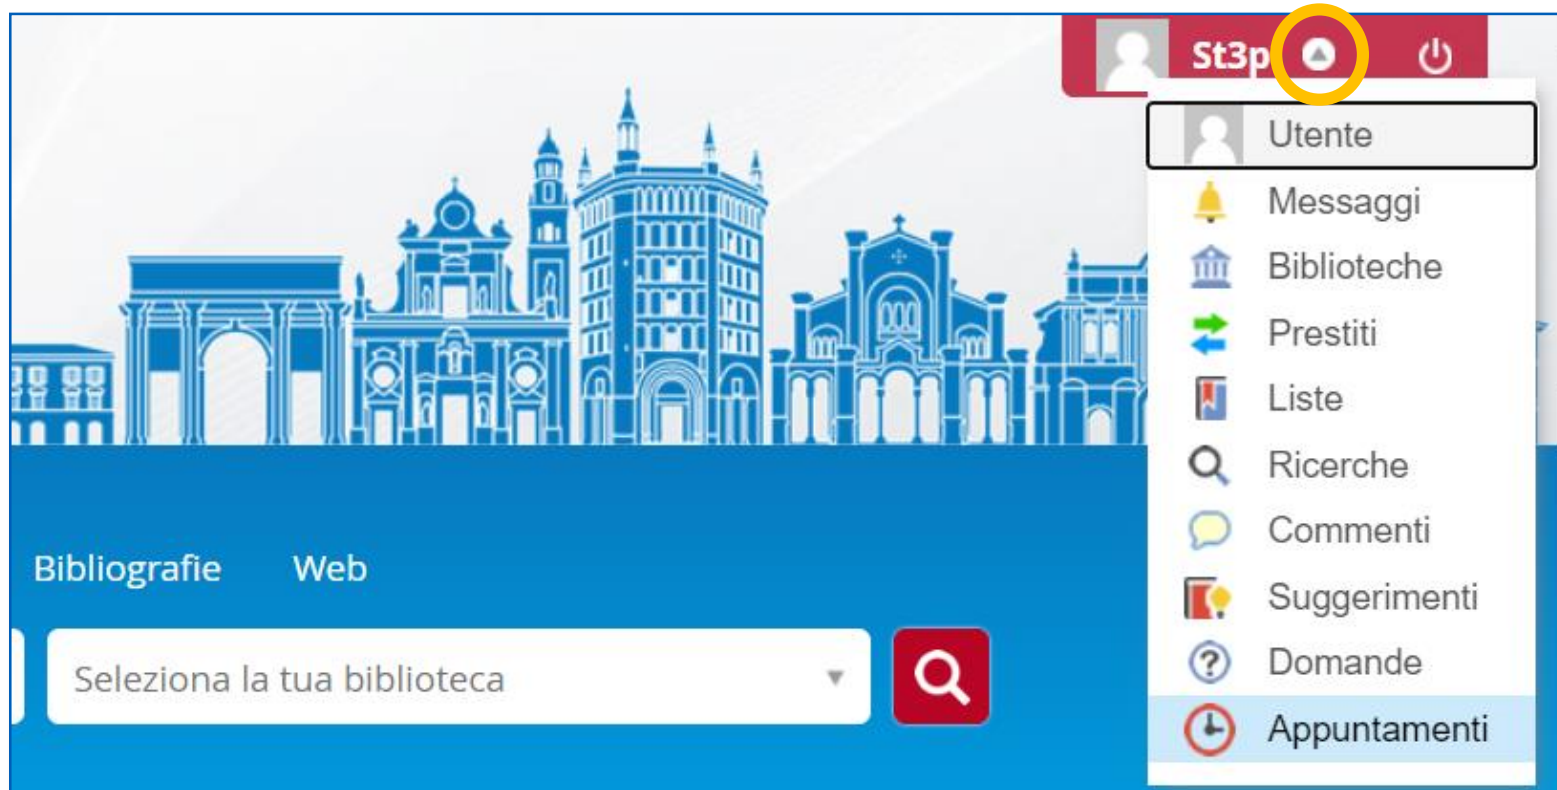 St3p
Utente
Messaggi
Biblioteche
Prestiti
Liste
Ricerche
Commenti
Suggerimenti
Domande
Appuntamenti
Bibliografie Web
Seleziona la tua biblioteca